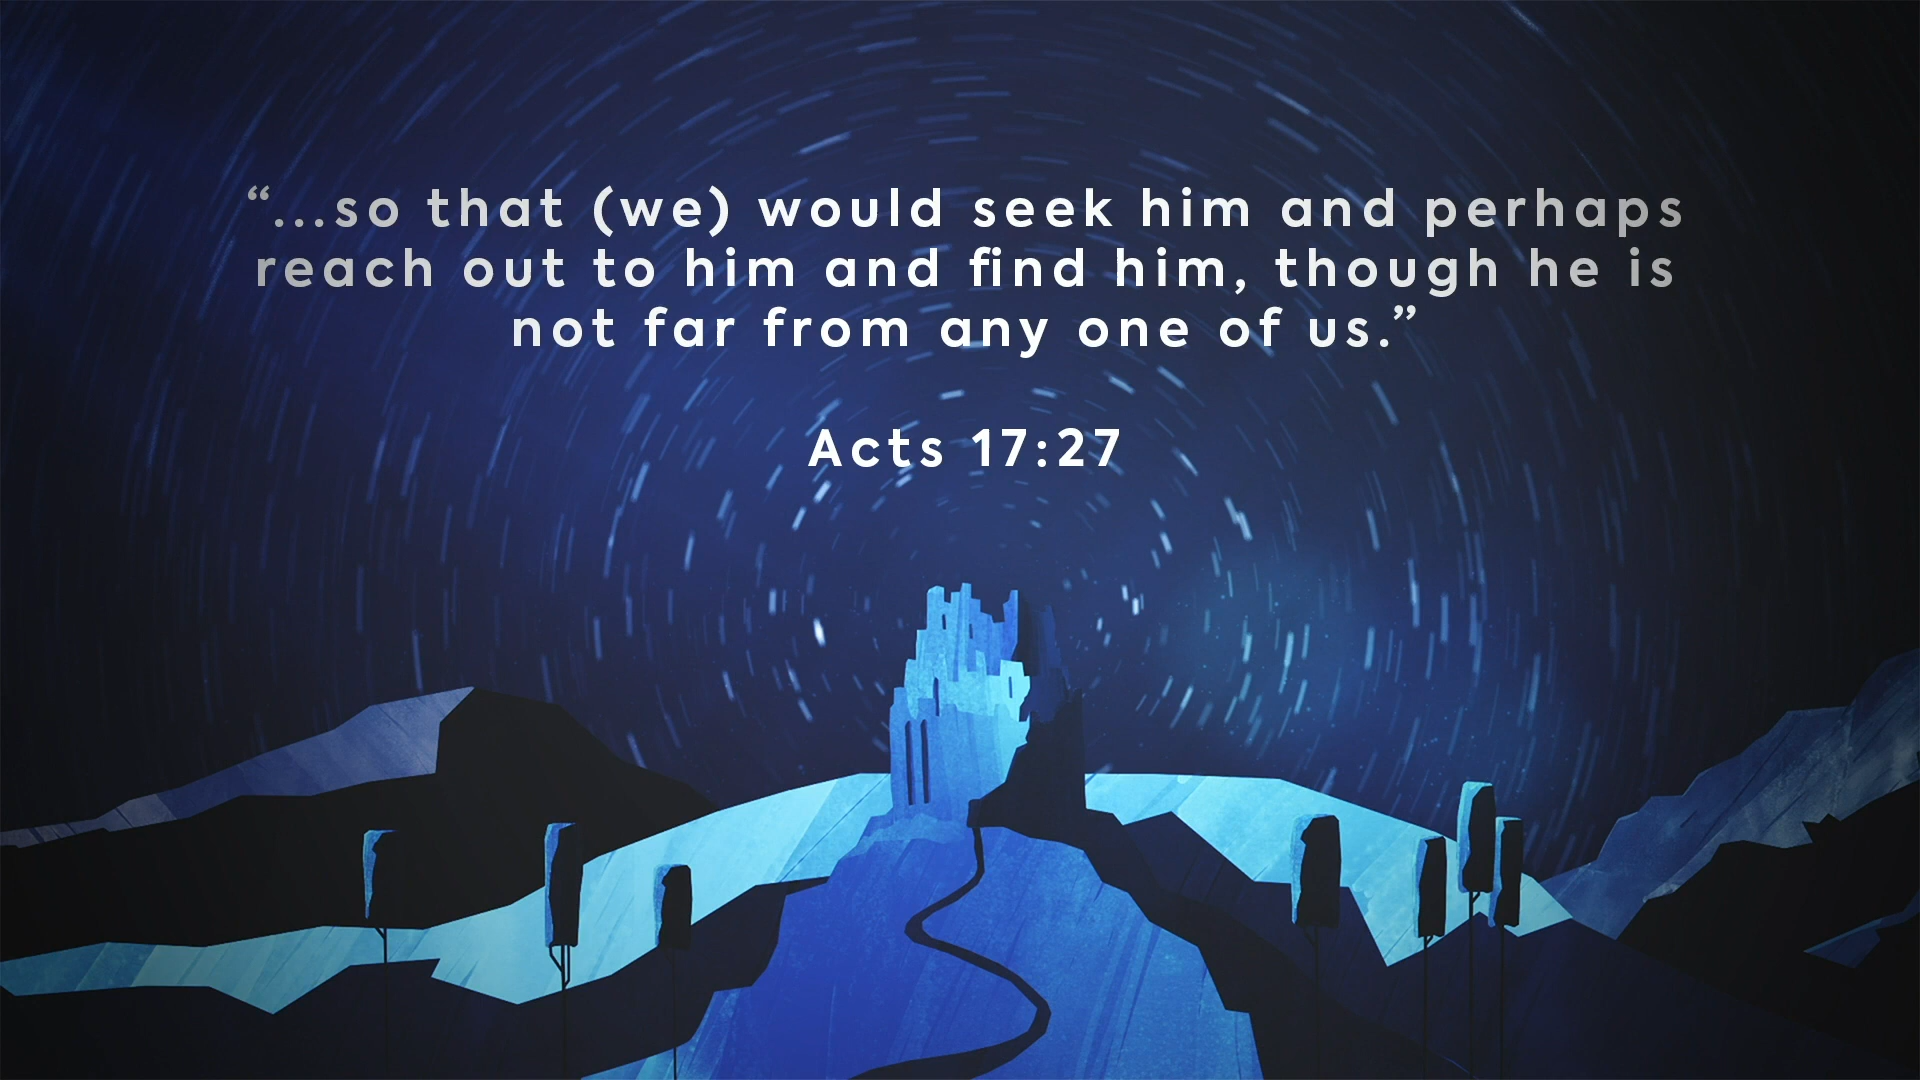 “...so that (we) would seek him and perhaps
reach out to him and find him, though he is
not far from any one of us.”
Acts 17:27